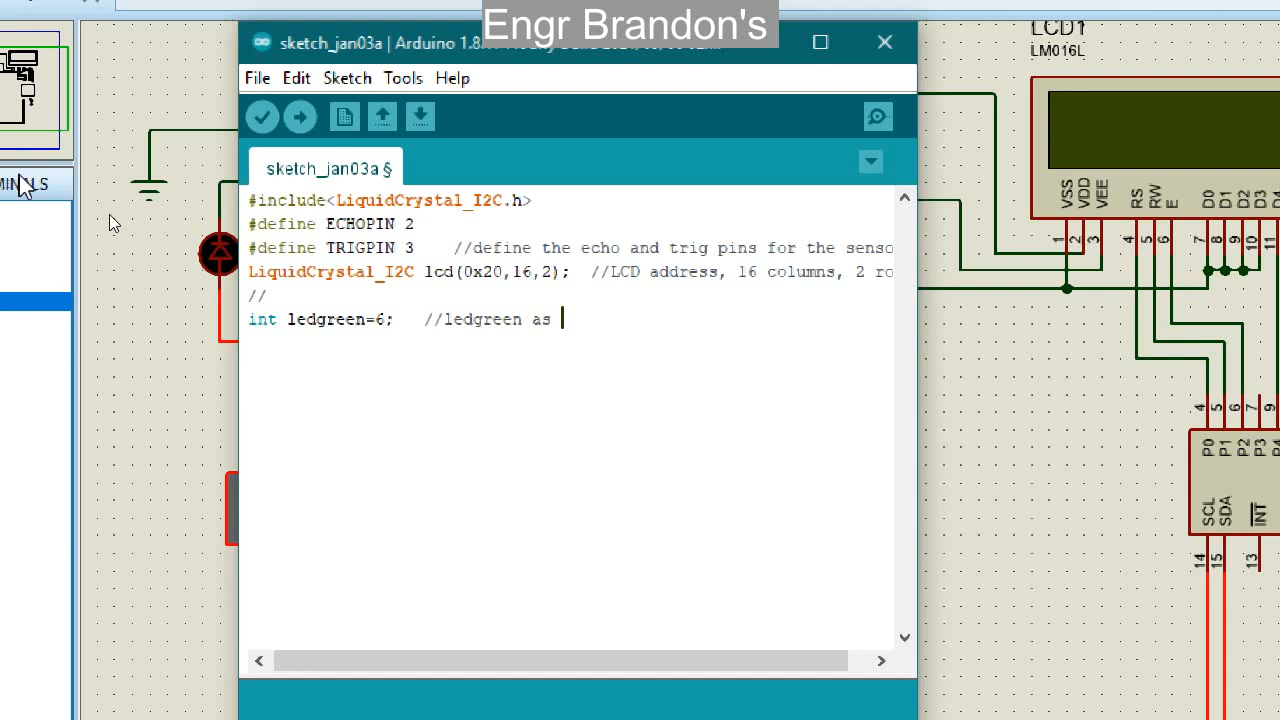 Engr Brandon's
LCD1
LM016L
sketch_jan03a | Arduino 1.8.
File Edit Sketch Tools Help
sketch_jan03a §
#include<LiquidCrystal_I2C.h>
#define ECHOPIN 2
#define TRIGPIN 3 //define the echo and trig pins for the senso
LiquidCrystal_I2C lcd(0x20,16,2); //LCD address, 16 columns, 2 ro
//
int ledgreen=6; //ledgreen as
VSS VDD VEE RS RW E D0 D1 D2 D3
1 2 3 4 5 6 7 8 9 10 11
4 5 6 7 9
P0 P1 P2 P3
SCL SDA INT
14 15 13